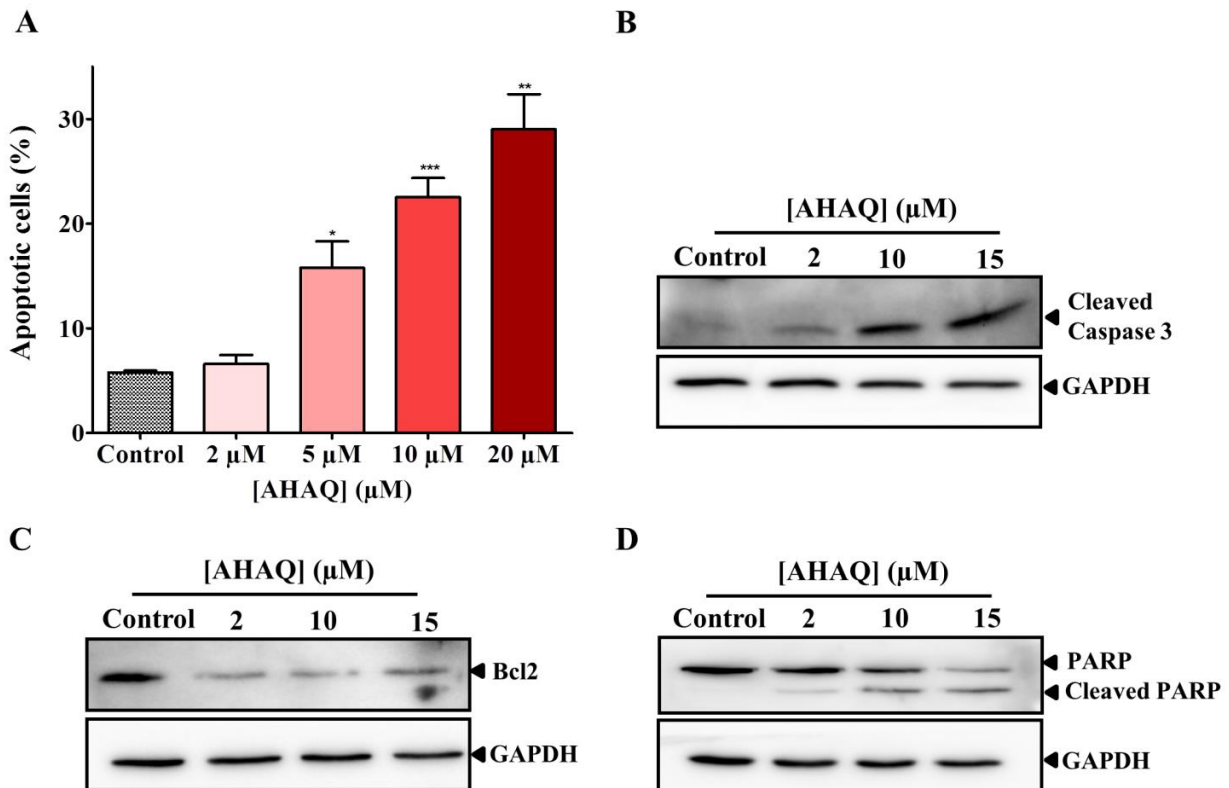 A
Apoptotic cells (%)
30
20
10
0
*
***
**
Control 2 µM 5 µM 10 µM 20 µM
[AHAQ] (µM)
B
[AHAQ] (µM)
Control 2 10 15
Cleaved
Caspase 3
GAPDH
C
[AHAQ] (µM)
Control 2 10 15
Bcl2
GAPDH
D
[AHAQ] (µM)
Control 2 10 15
PARP
Cleaved PARP
GAPDH